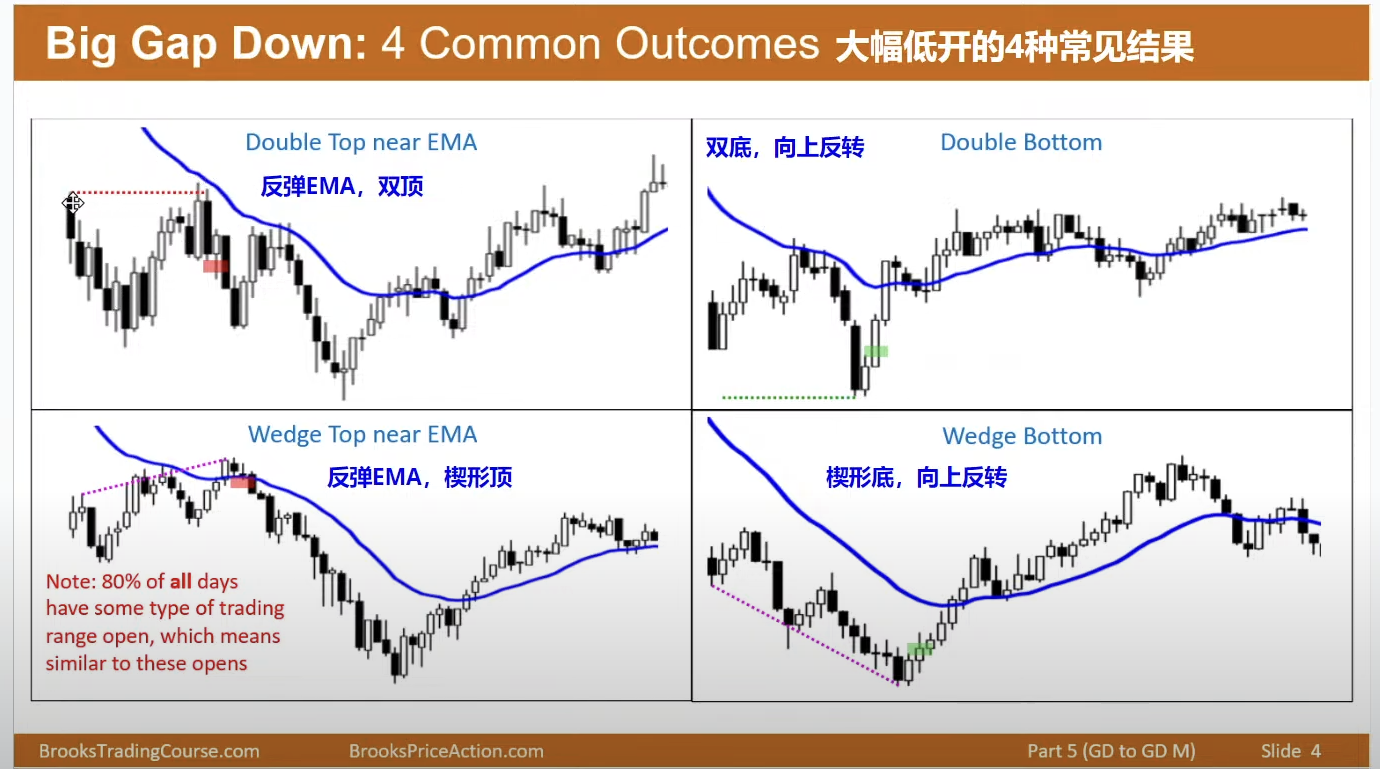 Big Gap Down: 4 Common Outcomes 大幅低开的4种常见结果
Double Top near EMA
反弹EMA，双顶
双底，向上反转
Double Bottom
Wedge Top near EMA
反弹EMA，楔形顶
Note: 80% of all days
have some type of trading
range open, which means
similar to these opens
Wedge Bottom
楔形底，向上反转
BrooksTradingCourse.com
BrooksPriceAction.com
Part 5 (GD to GD M)
Slide 4